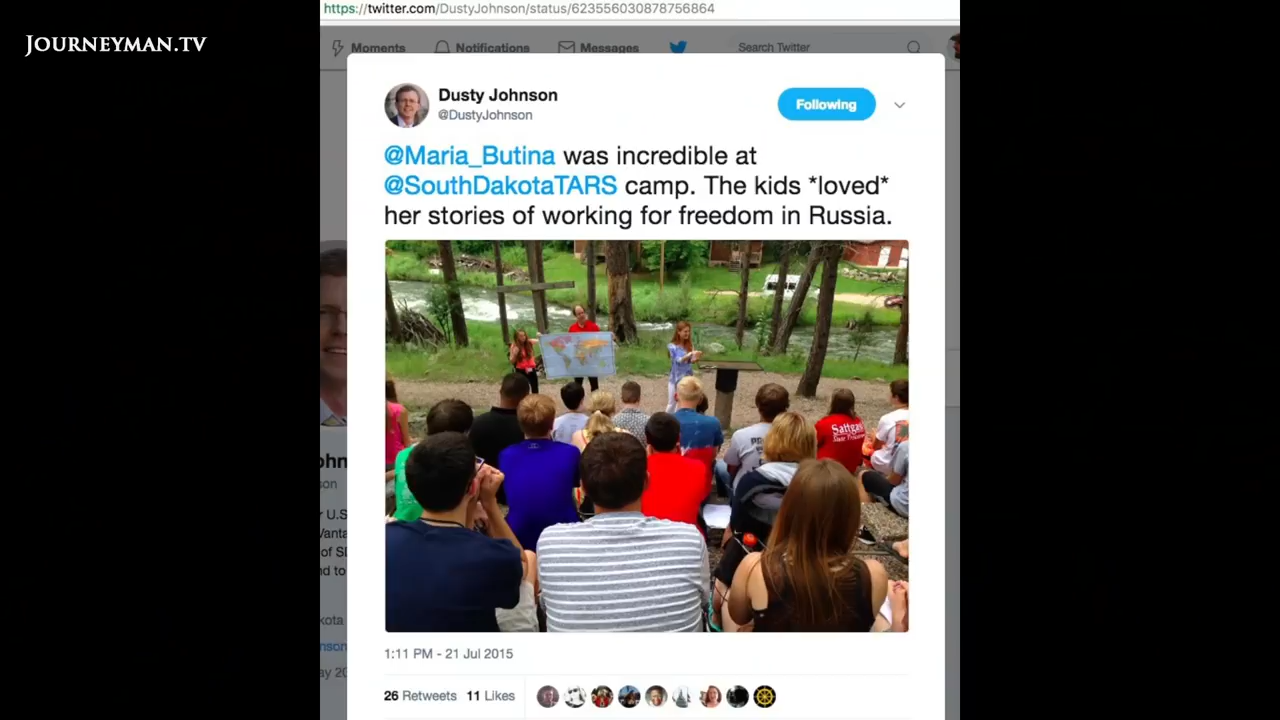 https://twitter.com/DustyJohnson/status/623556030878756864
JOURNEYMAN.TV
Moments Notifications Messages Search Twitter
Dusty Johnson
@DustyJohnson
Following
@Maria_Butina was incredible at
@SouthDakotaTARS camp. The kids *loved*
her stories of working for freedom in Russia.
1:11 PM - 21 Jul 2015
26 Retweets 11 Likes